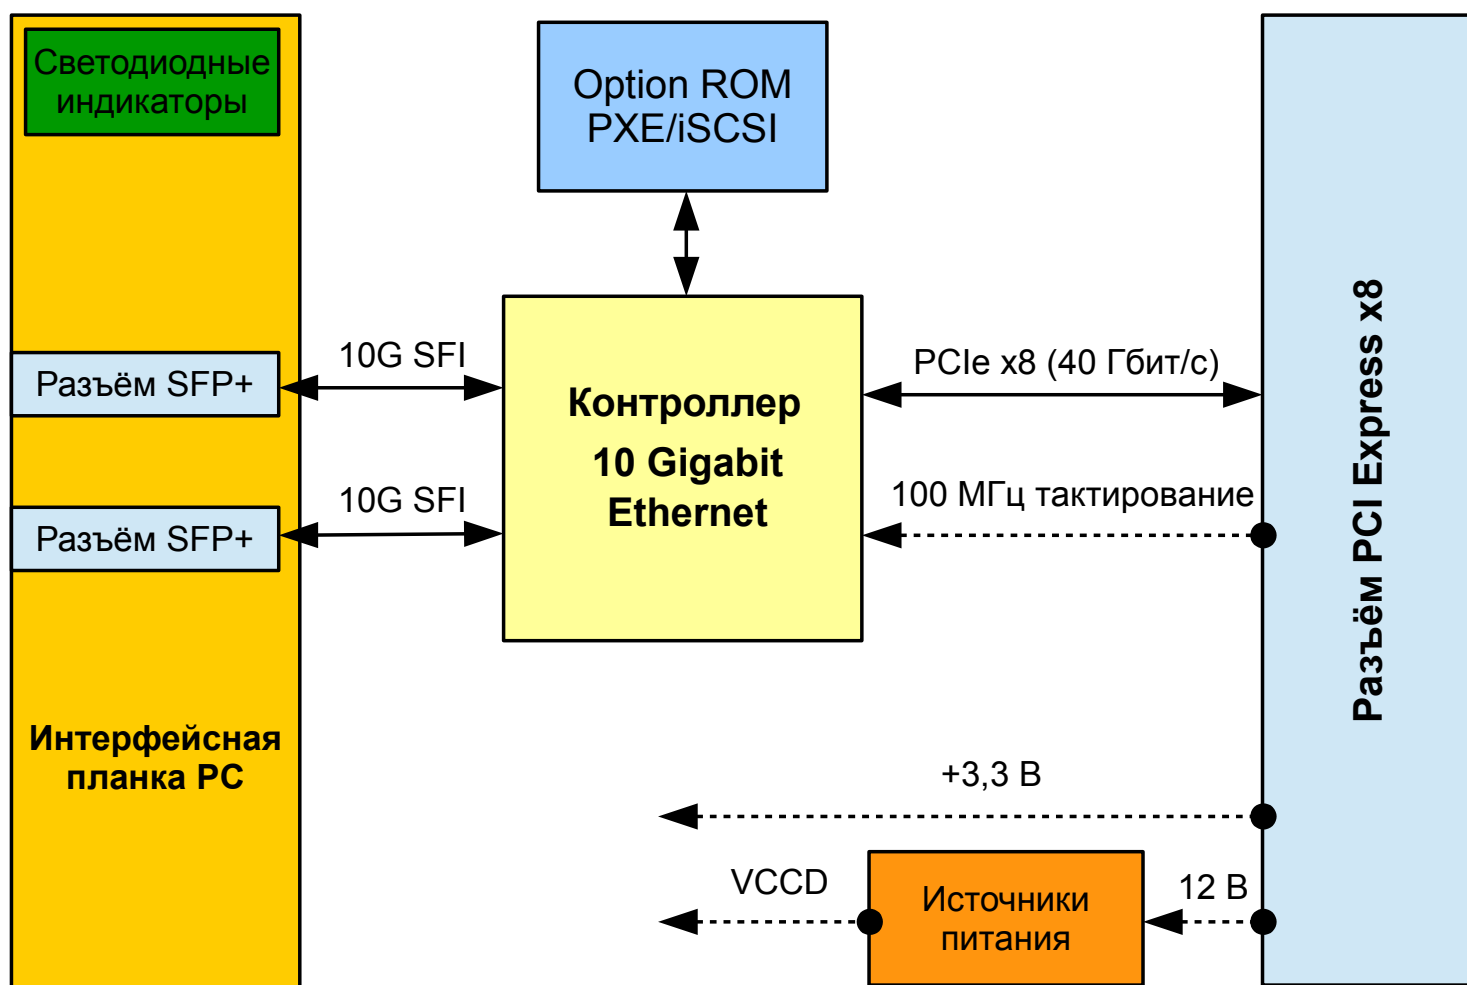 Светодиодные
индикаторы
Option ROM
PXE/iSCSI
10G SFI
Разъём SFP+
10G SFI
Разъём SFP+
Контроллер
10 Gigabit
Ethernet
PCIe x8 (40 Гбит/с)
100 МГц тактирование
Разъём PCI Express x8
Интерфейсная
планка PC
+3,3 В
VCCD
Источники
питания
12 В